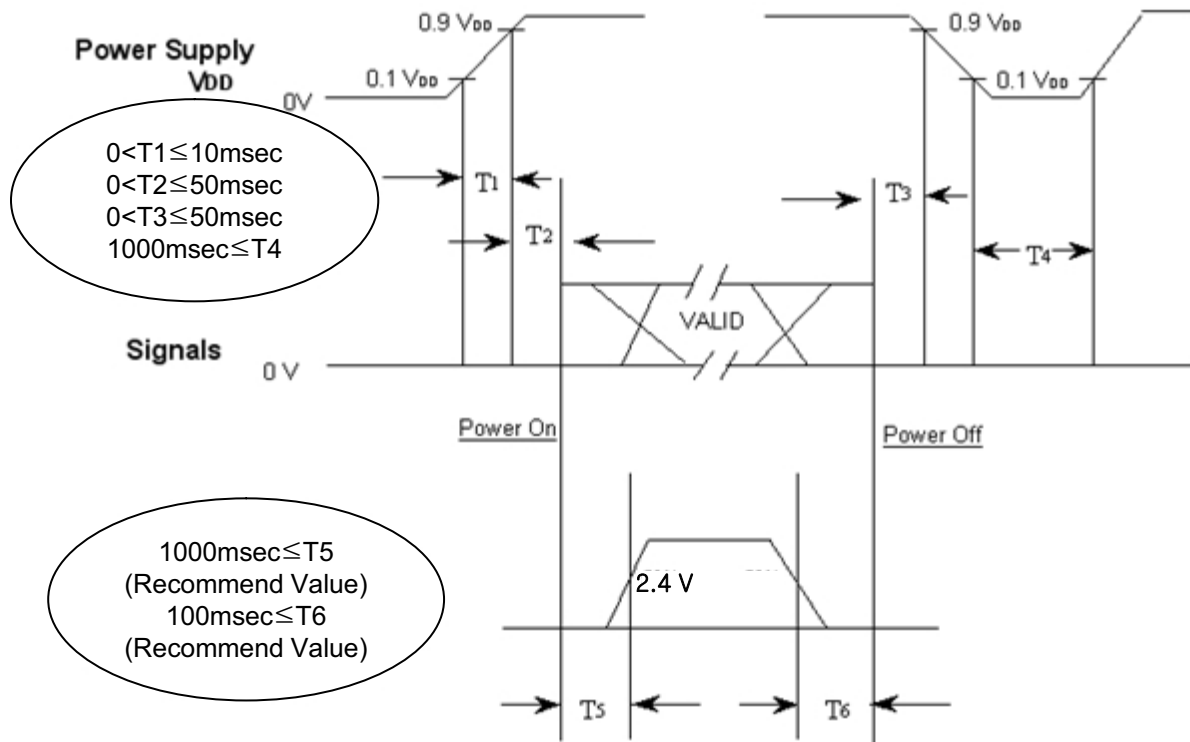 0.9 VDD
0.9 VDD
Power Supply
VDD
0.1 VDD
0.1 VDD
0V
0<T1≦10msec
0<T2≦50msec
0<T3≦50msec
1000msec≦T4
T1
T3
T2
T4
VALID
Signals
0 V
Power On
Power Off
1000msec≦T5
(Recommend Value)
100msec≦T6
(Recommend Value)
2.4 V
T5
T6